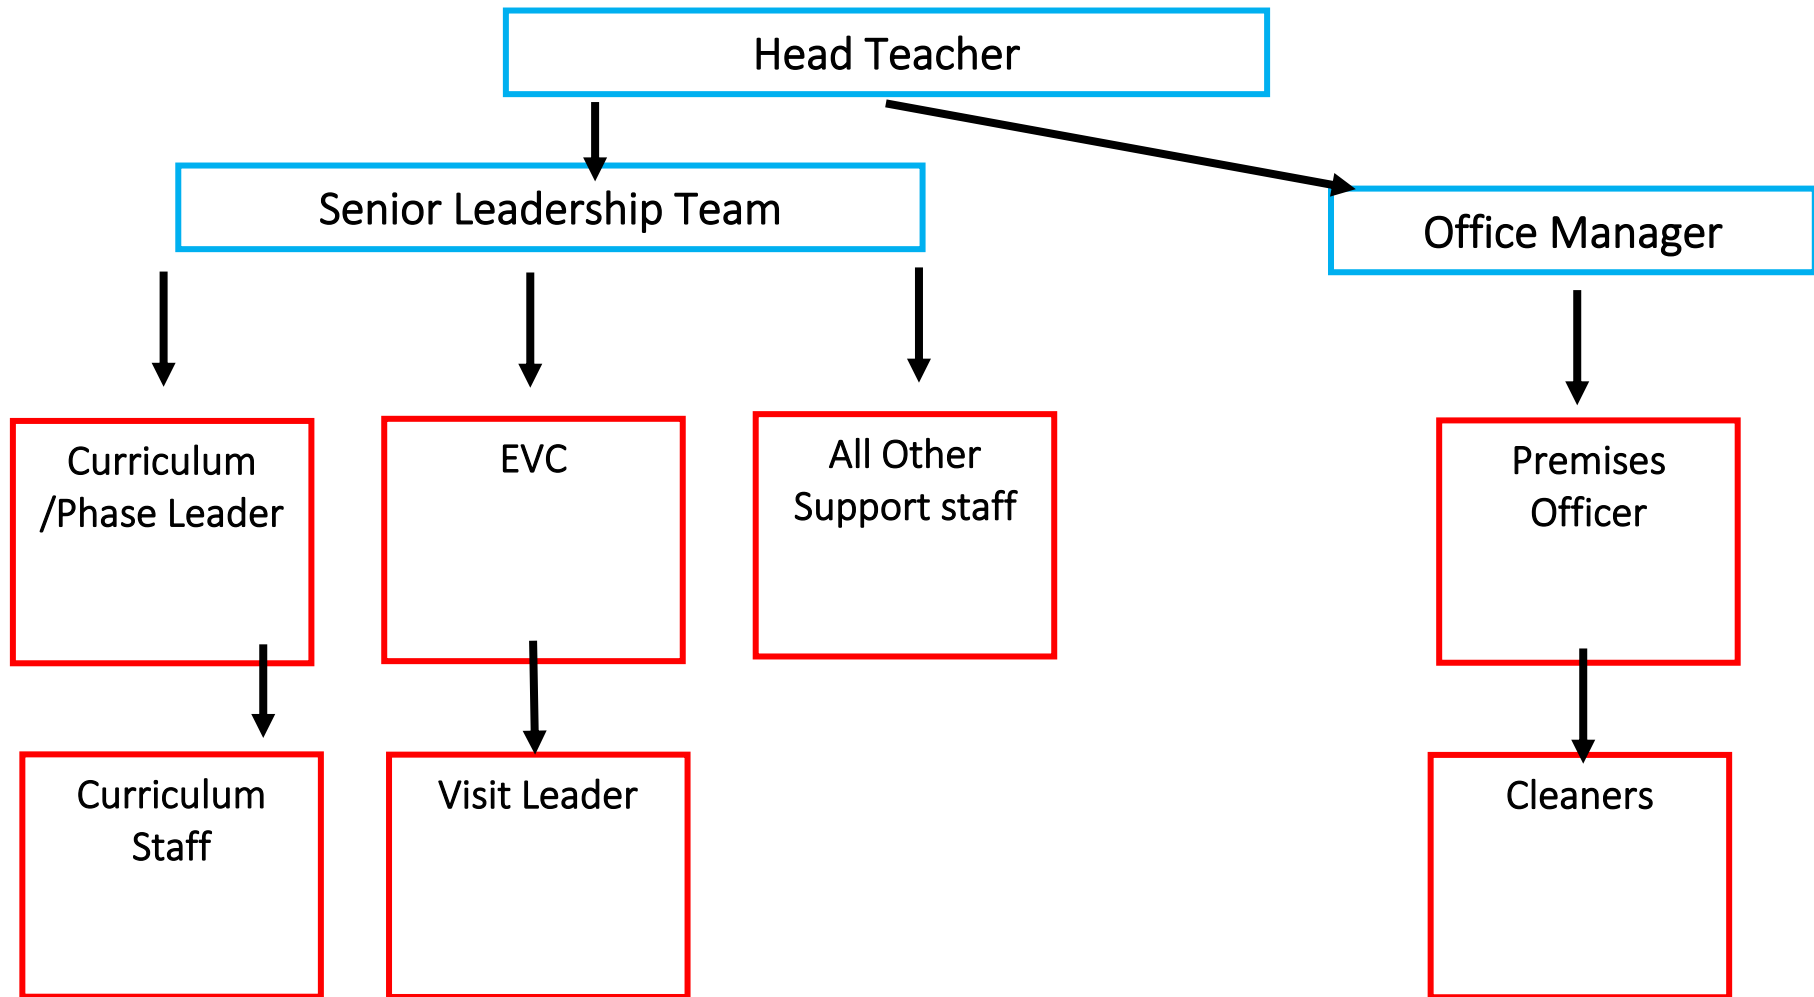 Head Teacher
Senior Leadership Team
Office Manager
Curriculum
/Phase Leader
EVC
All Other
Support staff
Premises
Officer
Curriculum
Staff
Visit Leader
Cleaners